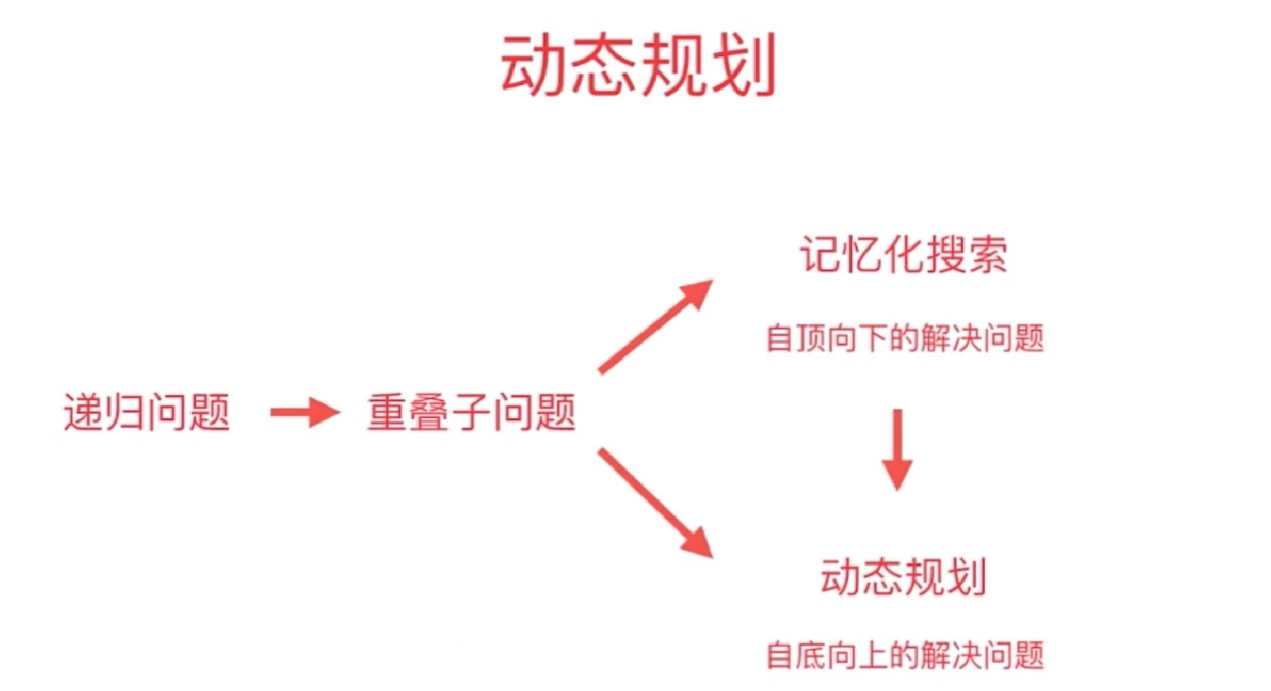 动态规划
记忆化搜索
自顶向下的解决问题
递归问题
重叠子问题
动态规划
自底向上的解决问题